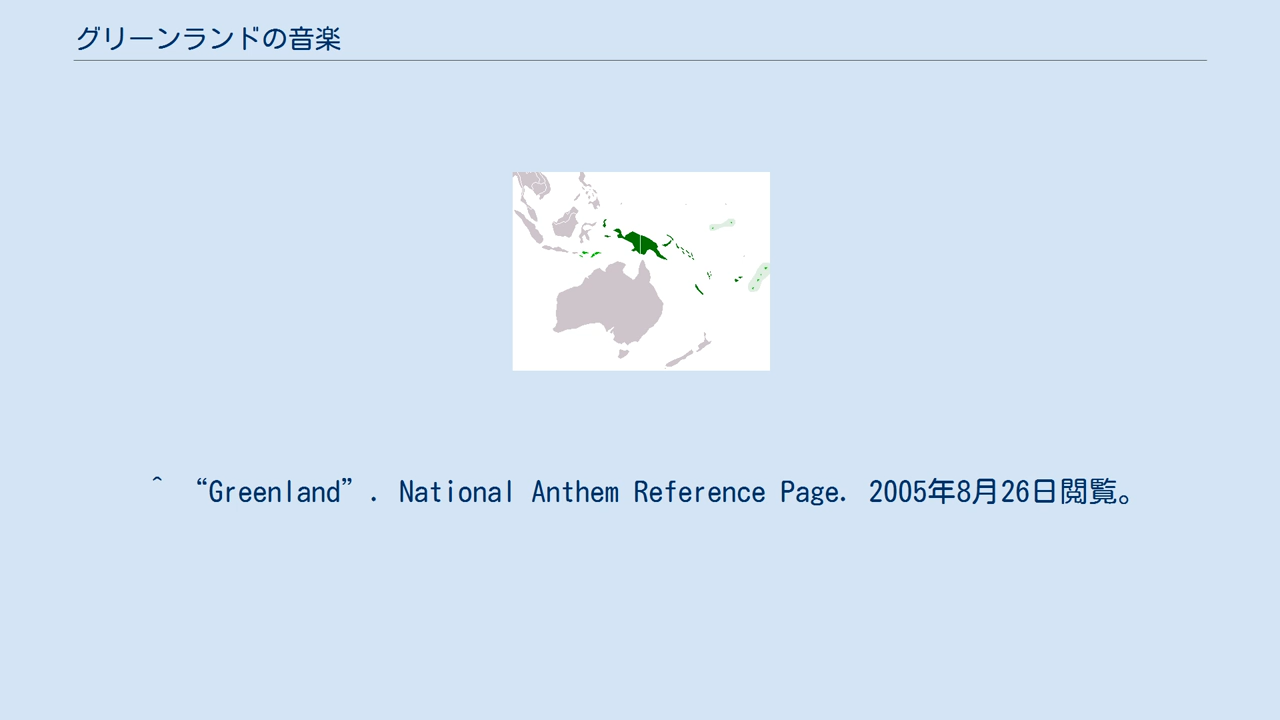 グリーンランドの音楽
^ “Greenland”. National Anthem Reference Page. 2005年8月26日閲覧。